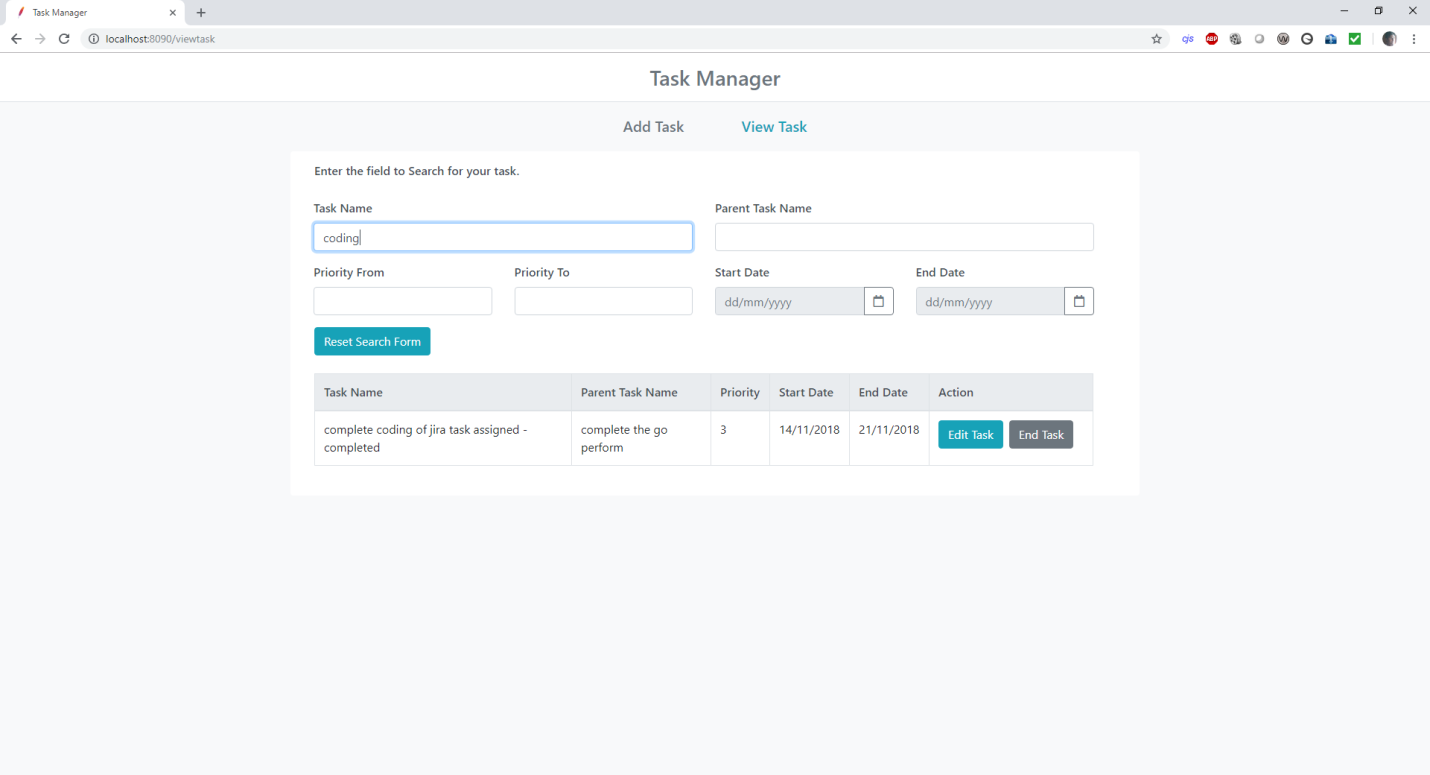 Task Manager
localhost:8090/viewtask
cjs
ABP
Task Manager
Add Task View Task
Enter the field to Search for your task.
Task Name Parent Task Name
coding
Priority From Priority To Start Date End Date
dd/mm/yyyy dd/mm/yyyy
Reset Search Form
Task Name Parent Task Name Priority Start Date End Date Action
complete coding of jira task assigned - complete the go 3 14/11/2018 21/11/2018 Edit Task End Task
completed perform